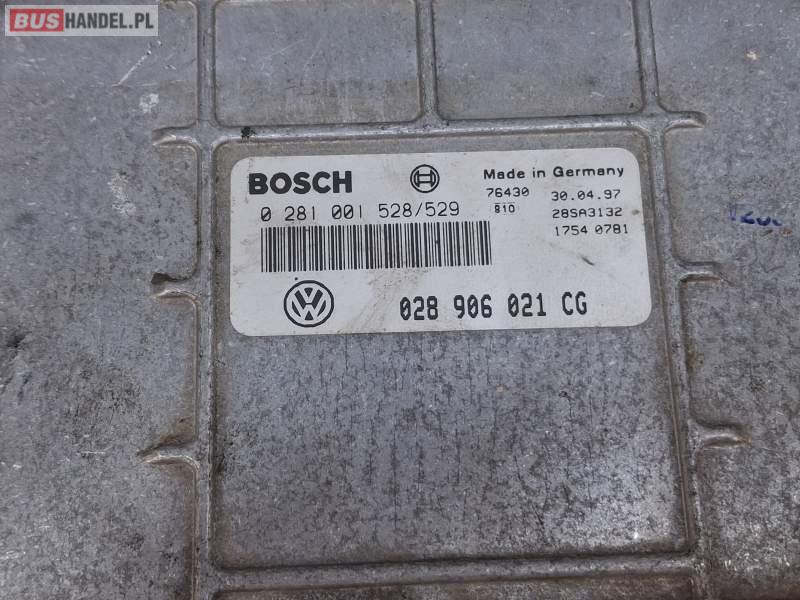 BUSHANDEL.PL
BOSCH
Made in Germany
0 281 001 528/529
76430 30.04.97
810 28SA3132
1754 0781
028 906 021 CG